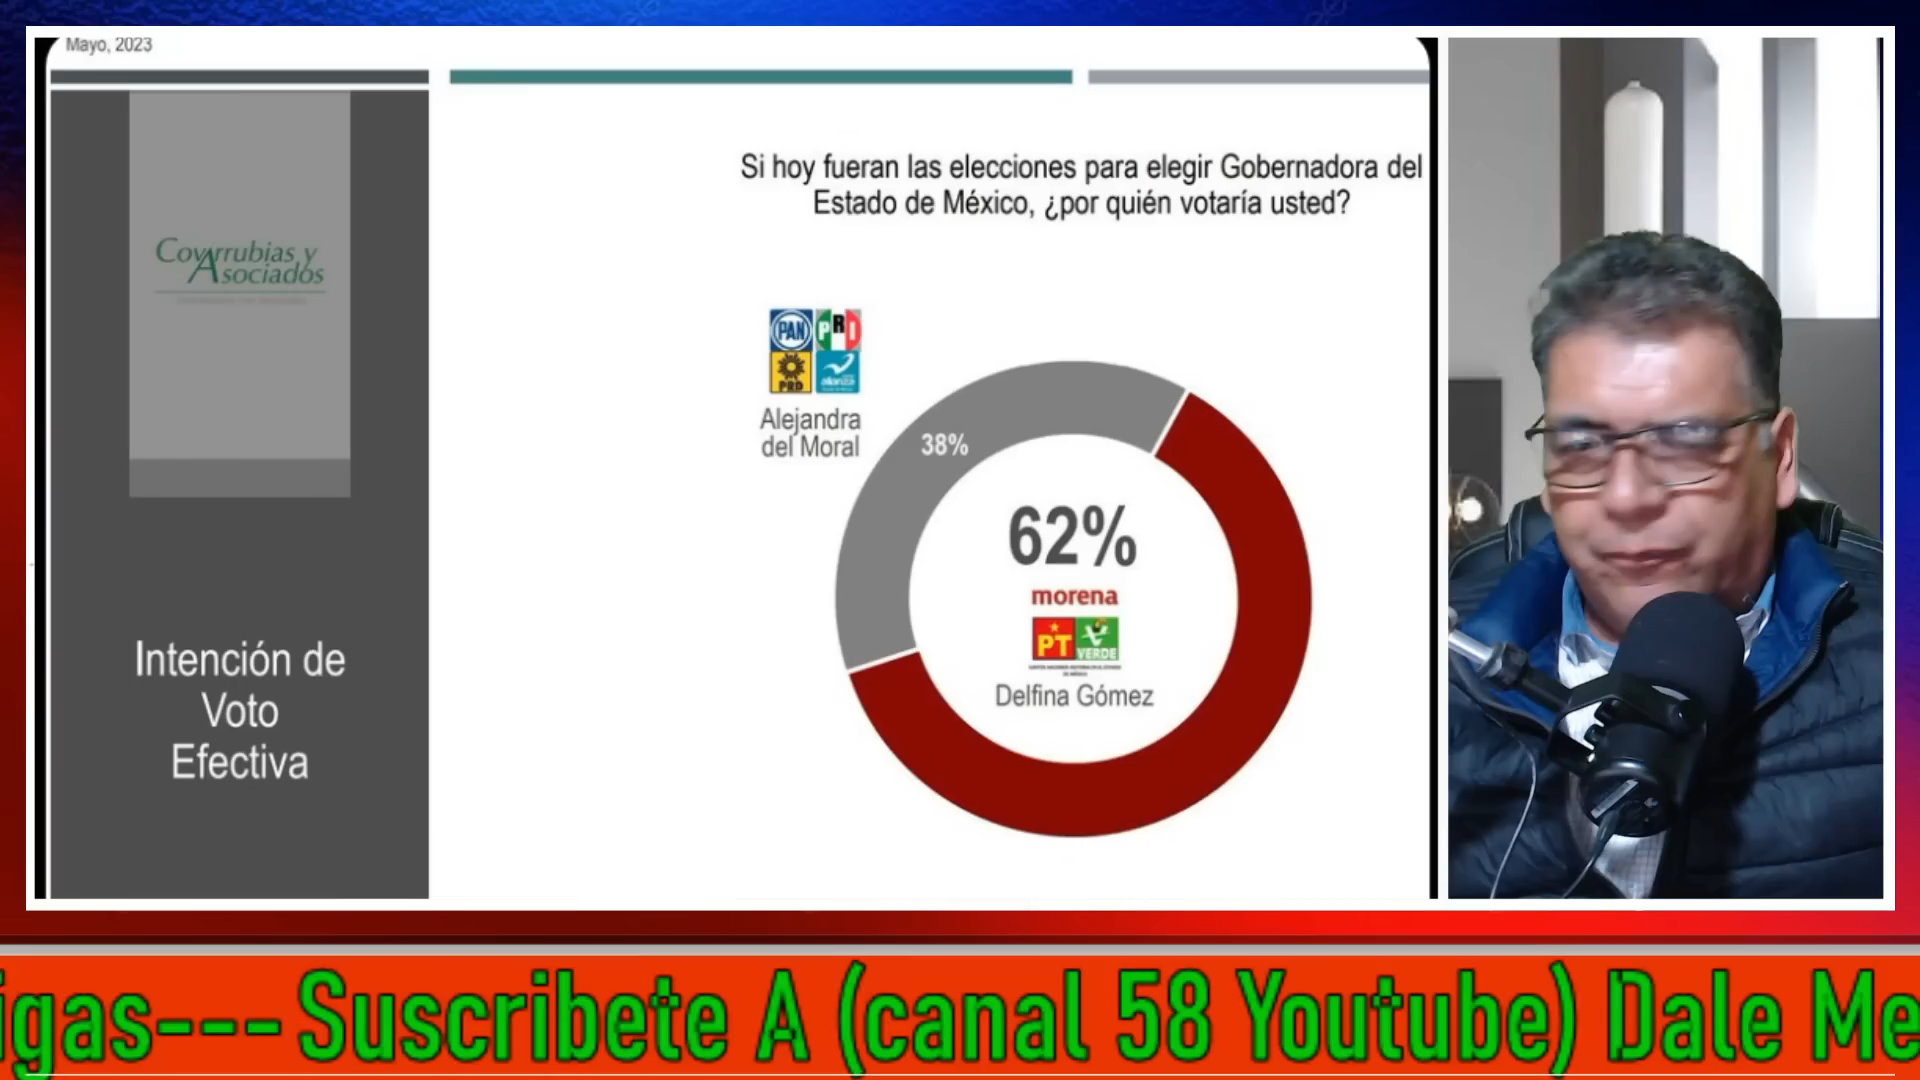 Mayo, 2023
Si hoy fueran las elecciones para elegir Gobernadora del
Estado de México, ¿por quién votaría usted?
Covarrubias y
Asociados
PAN PRI
PRD alianza
Alejandra
del Moral
38%
62%
morena
PT VERDE
Delfina Gómez
Intención de
Voto
Efectiva
igas--- Suscribete A (canal 58 Youtube) Dale Me